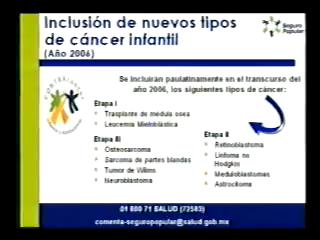 Inclusión de nuevos tipos
de cáncer infantil
(Año 2006)
Seguro
Popular
Se incluirán paulatinamente en el transcurso del
año 2006, los siguientes tipos de cáncer:
Etapa I
Trasplante de médula osea
Leucemia Mieloblástica
Etapa III
Osteosarcoma
Sarcoma de partes blandas
Tumor de Wilms
Neuroblastoma
Etapa II
Retinoblastoma
Linfoma no
Hodgkin
Meduloblastomas
Astrocitoma
01 800 71 SALUD (72583)
comenta-seguropopular@salud.gob.mx